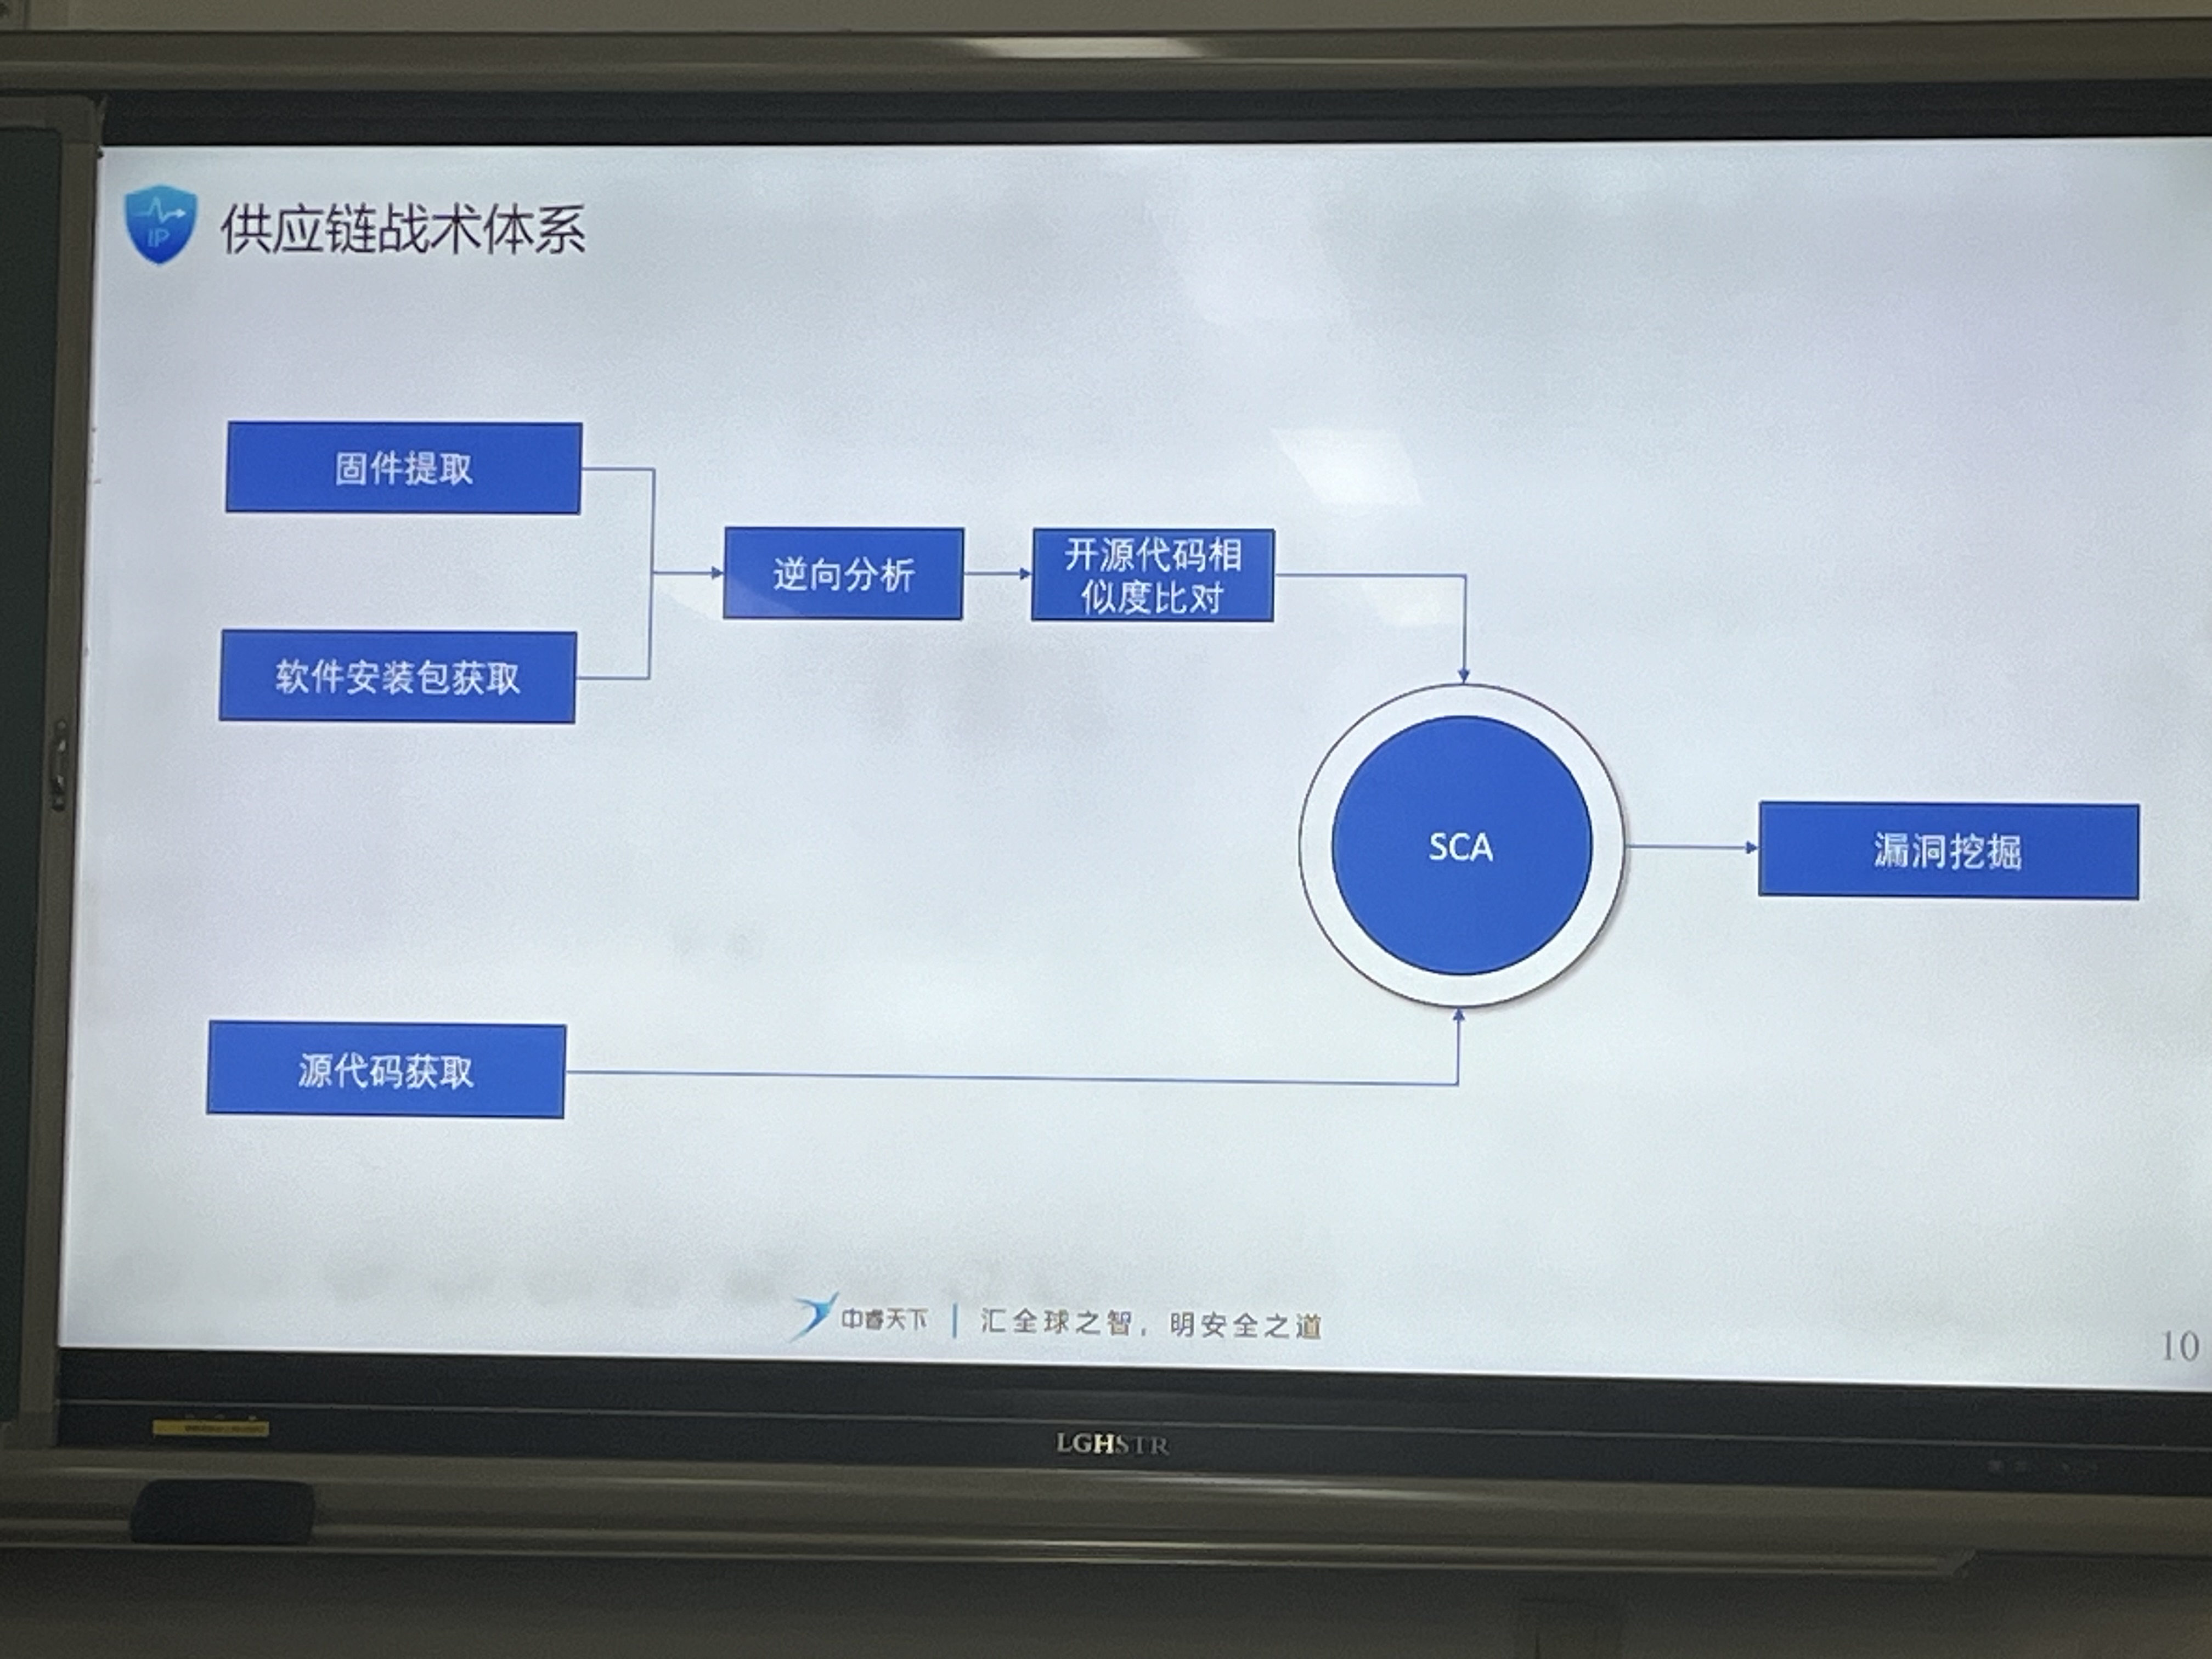 IP
供应链战术体系
固件提取
软件安装包获取
逆向分析
开源代码相
似度比对
SCA
漏洞挖掘
源代码获取
中睿天下
汇全球之智，明安全之道
10
LGHSTR